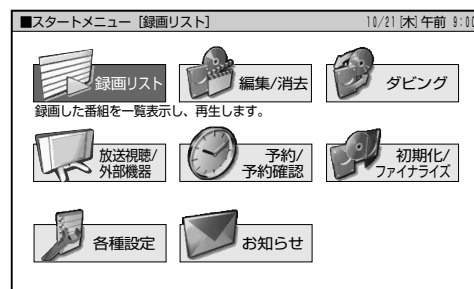 ■スタートメニュー［録画リスト］ 10/21[木]午前 9:00
録画リスト 編集/消去 ダビング
録画した番組を一覧表示し、再生します。
放送視聴/
外部機器
予約/
予約確認
初期化/
ファイナライズ
各種設定 お知らせ